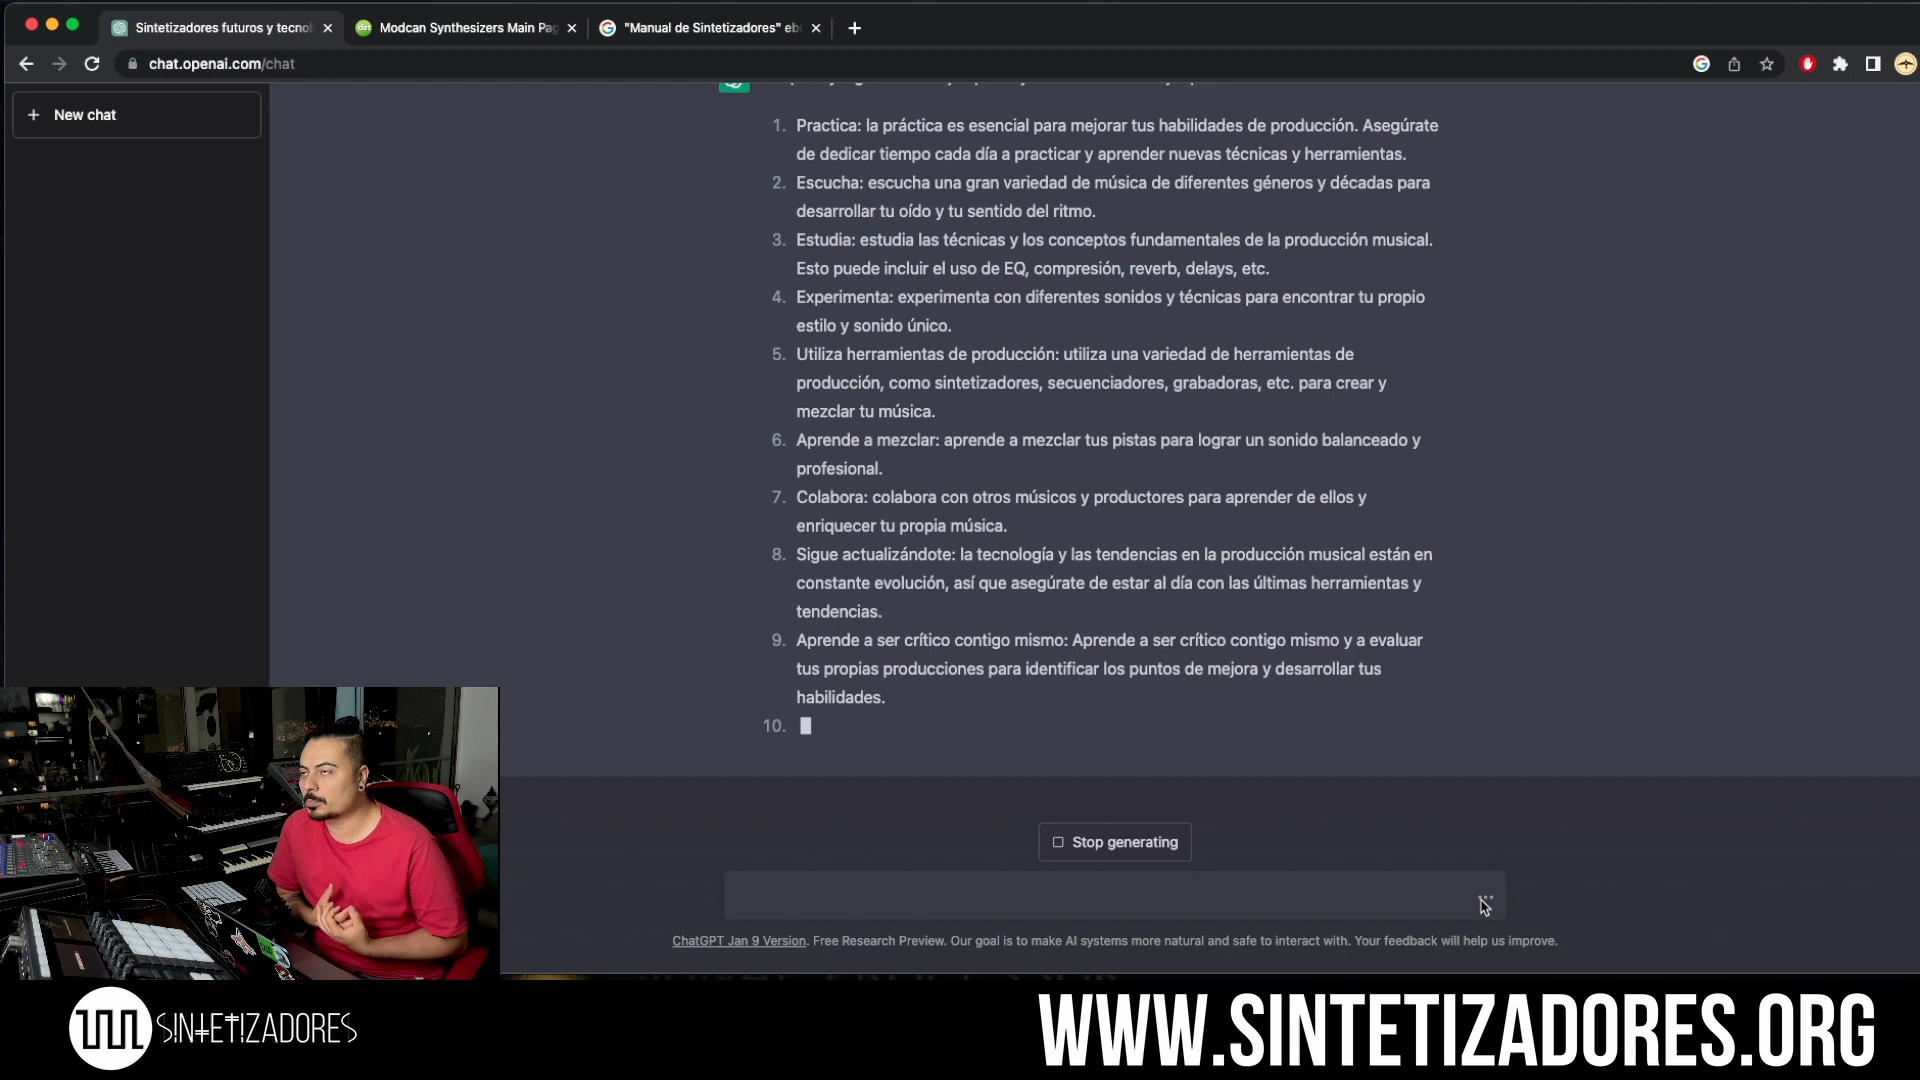 Sintetizadores futuros y tecnol
Modcan Synthesizers Main Pag
"Manual de Sintetizadores" ebo
chat.openai.com/chat
New chat
1. Practica: la práctica es esencial para mejorar tus habilidades de producción. Asegúrate
de dedicar tiempo cada día a practicar y aprender nuevas técnicas y herramientas.
2. Escucha: escucha una gran variedad de música de diferentes géneros y décadas para
desarrollar tu oído y tu sentido del ritmo.
3. Estudia: estudia las técnicas y los conceptos fundamentales de la producción musical.
Esto puede incluir el uso de EQ, compresión, reverb, delays, etc.
4. Experimenta: experimenta con diferentes sonidos y técnicas para encontrar tu propio
estilo y sonido único.
5. Utiliza herramientas de producción: utiliza una variedad de herramientas de
producción, como sintetizadores, secuenciadores, grabadoras, etc. para crear y
mezclar tu música.
6. Aprende a mezclar: aprende a mezclar tus pistas para lograr un sonido balanceado y
profesional.
7. Colabora: colabora con otros músicos y productores para aprender de ellos y
enriquecer tu propia música.
8. Sigue actualizándote: la tecnología y las tendencias en la producción musical están en
constante evolución, así que asegúrate de estar al día con las últimas herramientas y
tendencias.
9. Aprende a ser crítico contigo mismo: Aprende a ser crítico contigo mismo y a evaluar
tus propias producciones para identificar los puntos de mejora y desarrollar tus
habilidades.
10.
Stop generating
ChatGPT Jan 9 Version. Free Research Preview. Our goal is to make AI systems more natural and safe to interact with. Your feedback will help us improve.
SINTETIZADORES
WWW.SINTETIZADORES.ORG